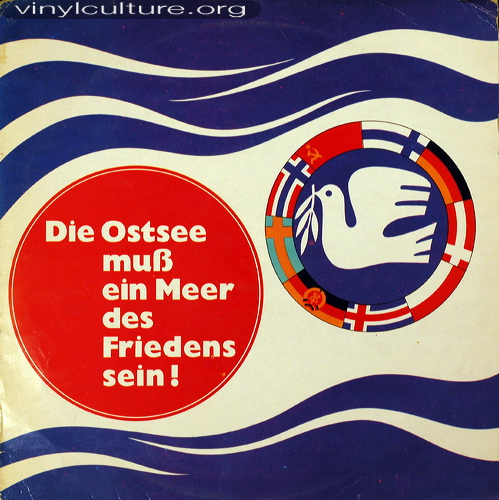 vinylculture.org
Die Ostsee
muß
ein Meer
des
Friedens
sein!